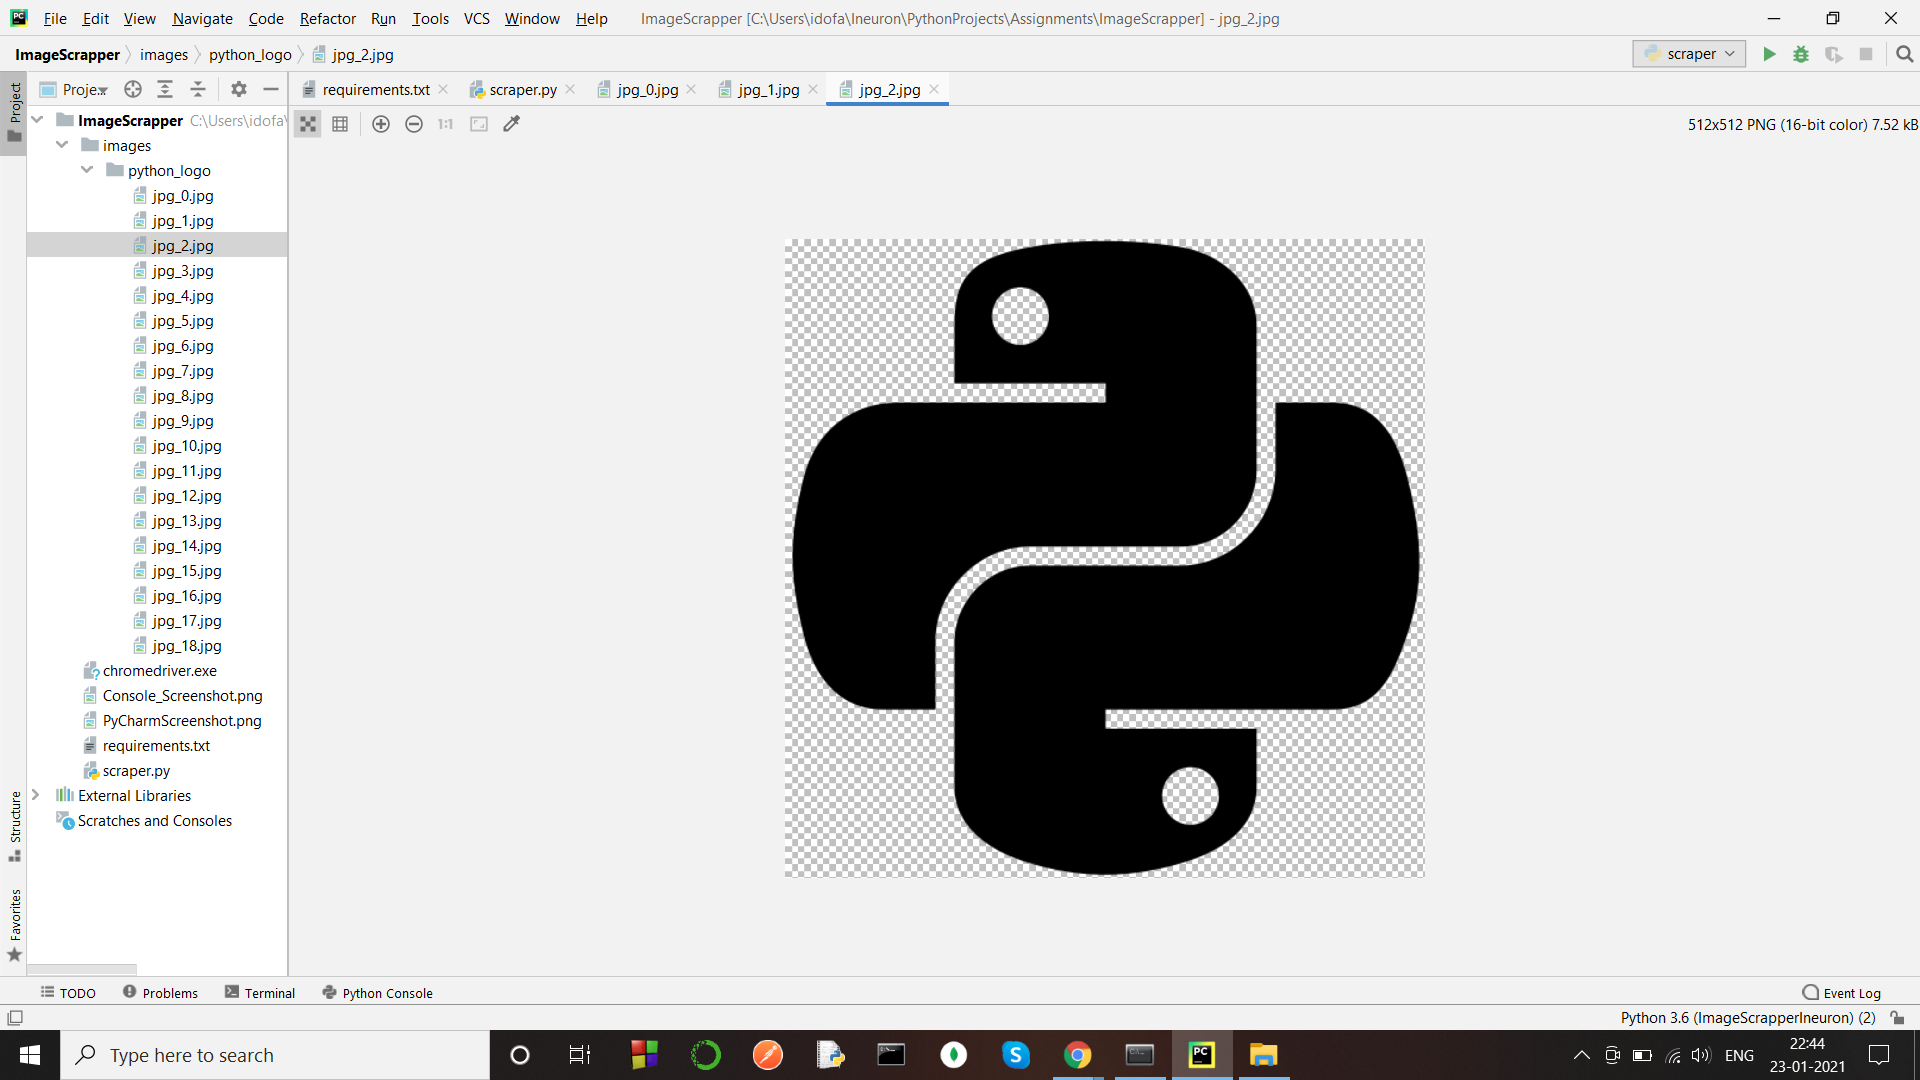 File Edit View Navigate Code Refactor Run Tools VCS Window Help ImageScrapper [C:\Users\idofa\Ineuron\PythonProjects\Assignments\ImageScrapper] - jpg_2.jpg
ImageScrapper images python_logo jpg_2.jpg scraper
Project
Proje...
requirements.txt scraper.py jpg_0.jpg jpg_1.jpg jpg_2.jpg
1:1 512x512 PNG (16-bit color) 7.52 kB
ImageScrapper C:\Users\idofa\
images
python_logo
jpg_0.jpg
jpg_1.jpg
jpg_2.jpg
jpg_3.jpg
jpg_4.jpg
jpg_5.jpg
jpg_6.jpg
jpg_7.jpg
jpg_8.jpg
jpg_9.jpg
jpg_10.jpg
jpg_11.jpg
jpg_12.jpg
jpg_13.jpg
jpg_14.jpg
jpg_15.jpg
jpg_16.jpg
jpg_17.jpg
jpg_18.jpg
chromedriver.exe
Console_Screenshot.png
PyCharmScreenshot.png
requirements.txt
scraper.py
External Libraries
Scratches and Consoles
Structure
Favorites
TODO Problems Terminal Python Console Event Log
Python 3.6 (ImageScrapperIneuron) (2)
Type here to search
PC
ENG
22:44
23-01-2021